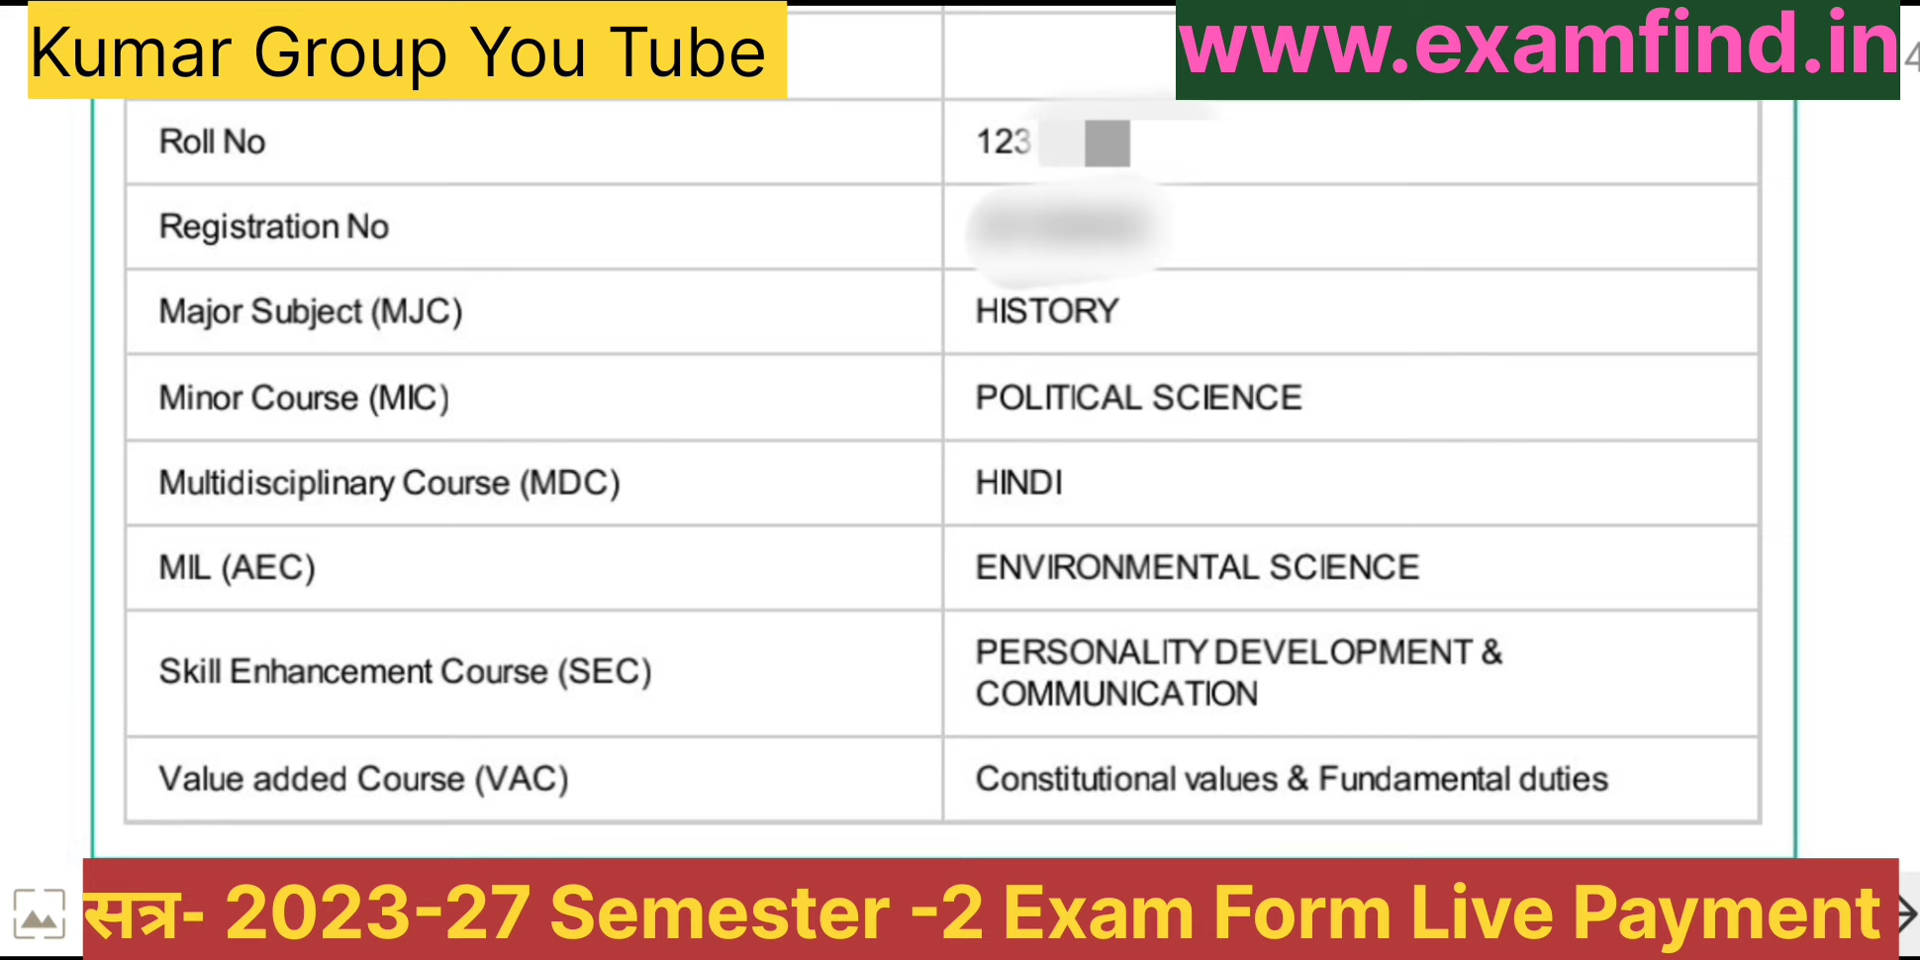 Kumar Group You Tube
www.examfind.in
Roll No
123
Registration No
Major Subject (MJC)
HISTORY
Minor Course (MIC)
POLITICAL SCIENCE
Multidisciplinary Course (MDC)
HINDI
MIL (AEC)
ENVIRONMENTAL SCIENCE
Skill Enhancement Course (SEC)
PERSONALITY DEVELOPMENT &
COMMUNICATION
Value added Course (VAC)
Constitutional values & Fundamental duties
सत्र- 2023-27 Semester -2 Exam Form Live Payment